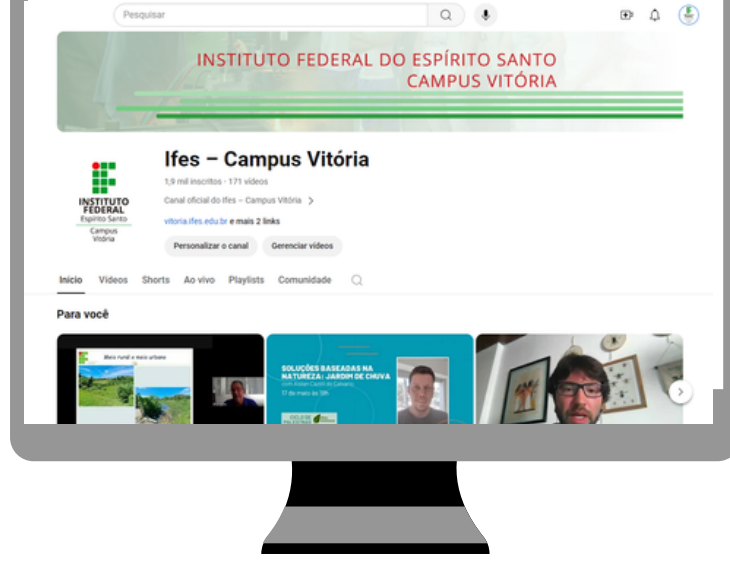 Pesquisar
INSTITUTO FEDERAL DO ESPÍRITO SANTO
CAMPUS VITÓRIA
INSTITUTO
FEDERAL
Espírito Santo
Campus
Vitória
Ifes – Campus Vitória
1,9 mil inscritos · 171 vídeos
Canal oficial do Ifes – Campus Vitória
vitoria.ifes.edu.br e mais 2 links
Personalizar o canal
Gerenciar vídeos
Início Vídeos Shorts Ao vivo Playlists Comunidade
Para você
Meio rural e meio urbano
SOLUÇÕES BASEADAS NA
NATUREZA: JARDIM DE CHUVA
17 de maio às 19h
CICLO DE
PALESTRAS